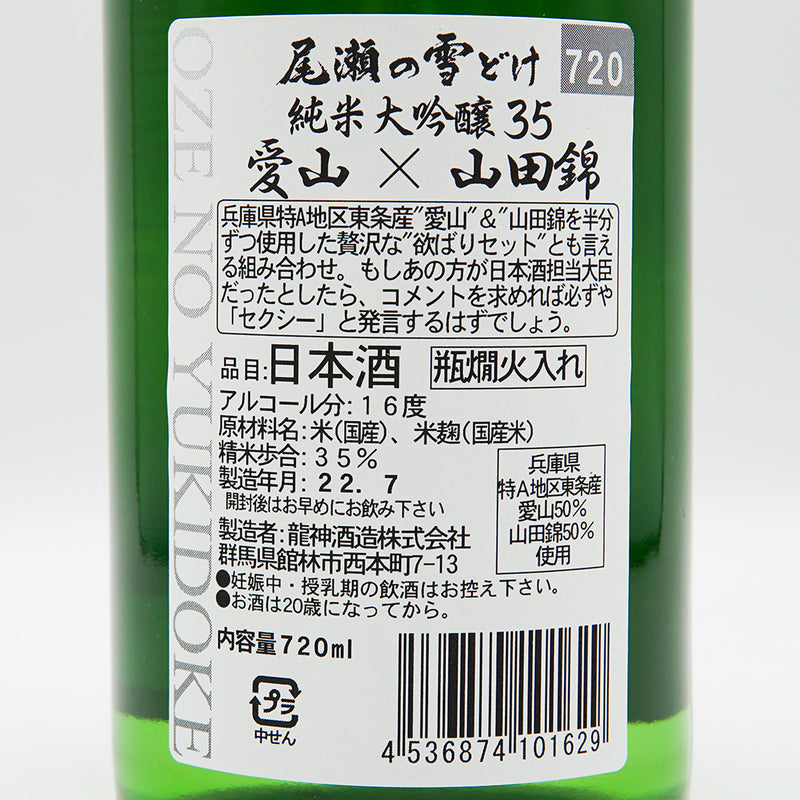 尾瀬の雪どけ
720
純米大吟醸35
愛山×山田錦
兵庫県特A地区東条産"愛山"&"山田錦を半分
ずつ使用した贅沢な"欲ばりセット"とも言え
る組み合わせ。もしあの方が日本酒担当大臣
だったとしたら、コメントを求めれば必ずや
「セクシー」と発言するはずでしょう。
品目:日本酒 瓶燗火入れ
アルコール分:16度
原材料名:米(国産)、米麹(国産米)
精米歩合:35%
製造年月:22.7
開封後はお早めにお飲み下さい
兵庫県
特A地区東条産
愛山50%
山田錦50%
使用
製造者:龍神酒造株式会社
群馬県館林市西本町7-13
●妊娠中・授乳期の飲酒はお控え下さい。
●お酒は20歳になってから。
内容量720ml
プラ
中せん
4 536874 101629
OZE NO YUKIDOKE